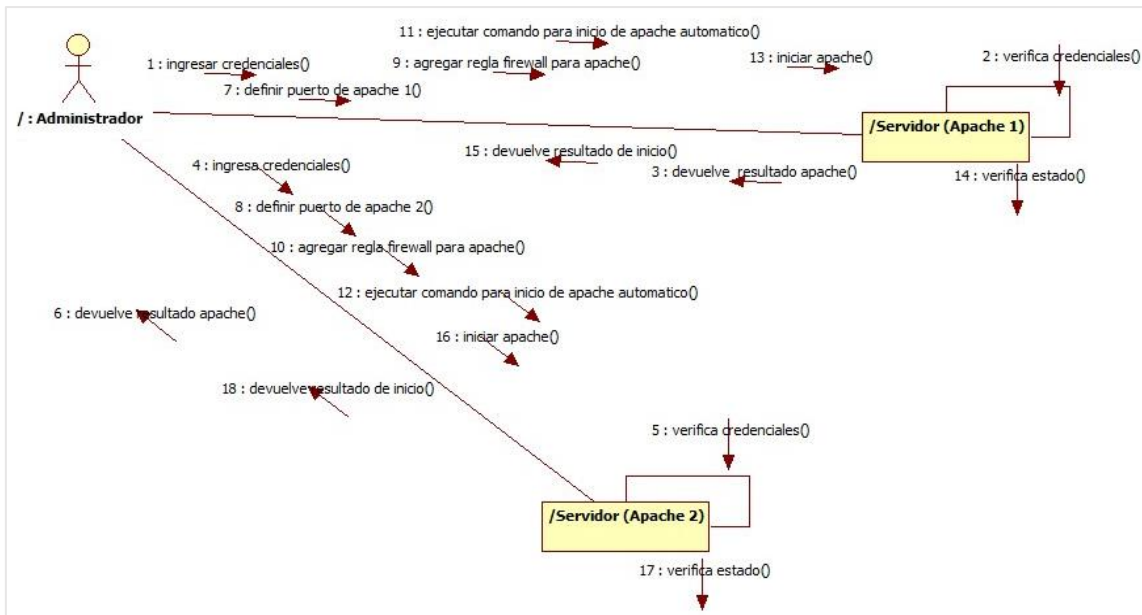 11 : ejecutar comando para inicio de apache automatico()
1 : ingresar credenciales()
9 : agregar regla firewall para apache()
13 : iniciar apache()
2 : verifica credenciales()
7 : definir puerto de apache 1()
/ : Administrador
/Servidor (Apache 1)
15 : devuelve resultado de inicio()
3 : devuelve resultado apache()
14 : verifica estado()
4 : ingresa credenciales()
8 : definir puerto de apache 2()
10 : agregar regla firewall para apache()
12 : ejecutar comando para inicio de apache automatico()
6 : devuelve resultado apache()
16 : iniciar apache()
18 : devuelve resultado de inicio()
5 : verifica credenciales()
/Servidor (Apache 2)
17 : verifica estado()